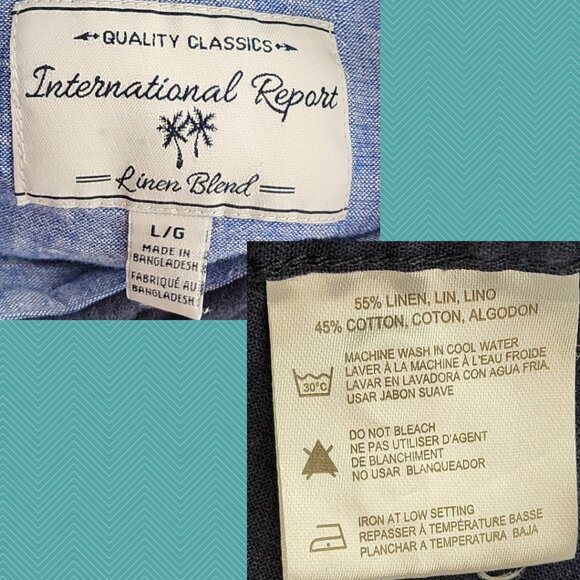 QUALITY CLASSICS
International Report
Linen Blend
L/G
MADE IN
BANGLADESH
FABRIQUÉ AU
BANGLADESH
55% LINEN, LIN, LINO
45% COTTON, COTON, ALGODON
30°C
MACHINE WASH IN COOL WATER
LAVER À LA MACHINE À L'EAU FROIDE
LAVAR EN LAVADORA CON AGUA FRIA,
USAR JABON SUAVE
DO NOT BLEACH
NE PAS UTILISER D'AGENT
DE BLANCHIMENT
NO USAR BLANQUEADOR
IRON AT LOW SETTING
REPASSER À TEMPÉRATURE BASSE
PLANCHAR A TEMPERATURA BAJA